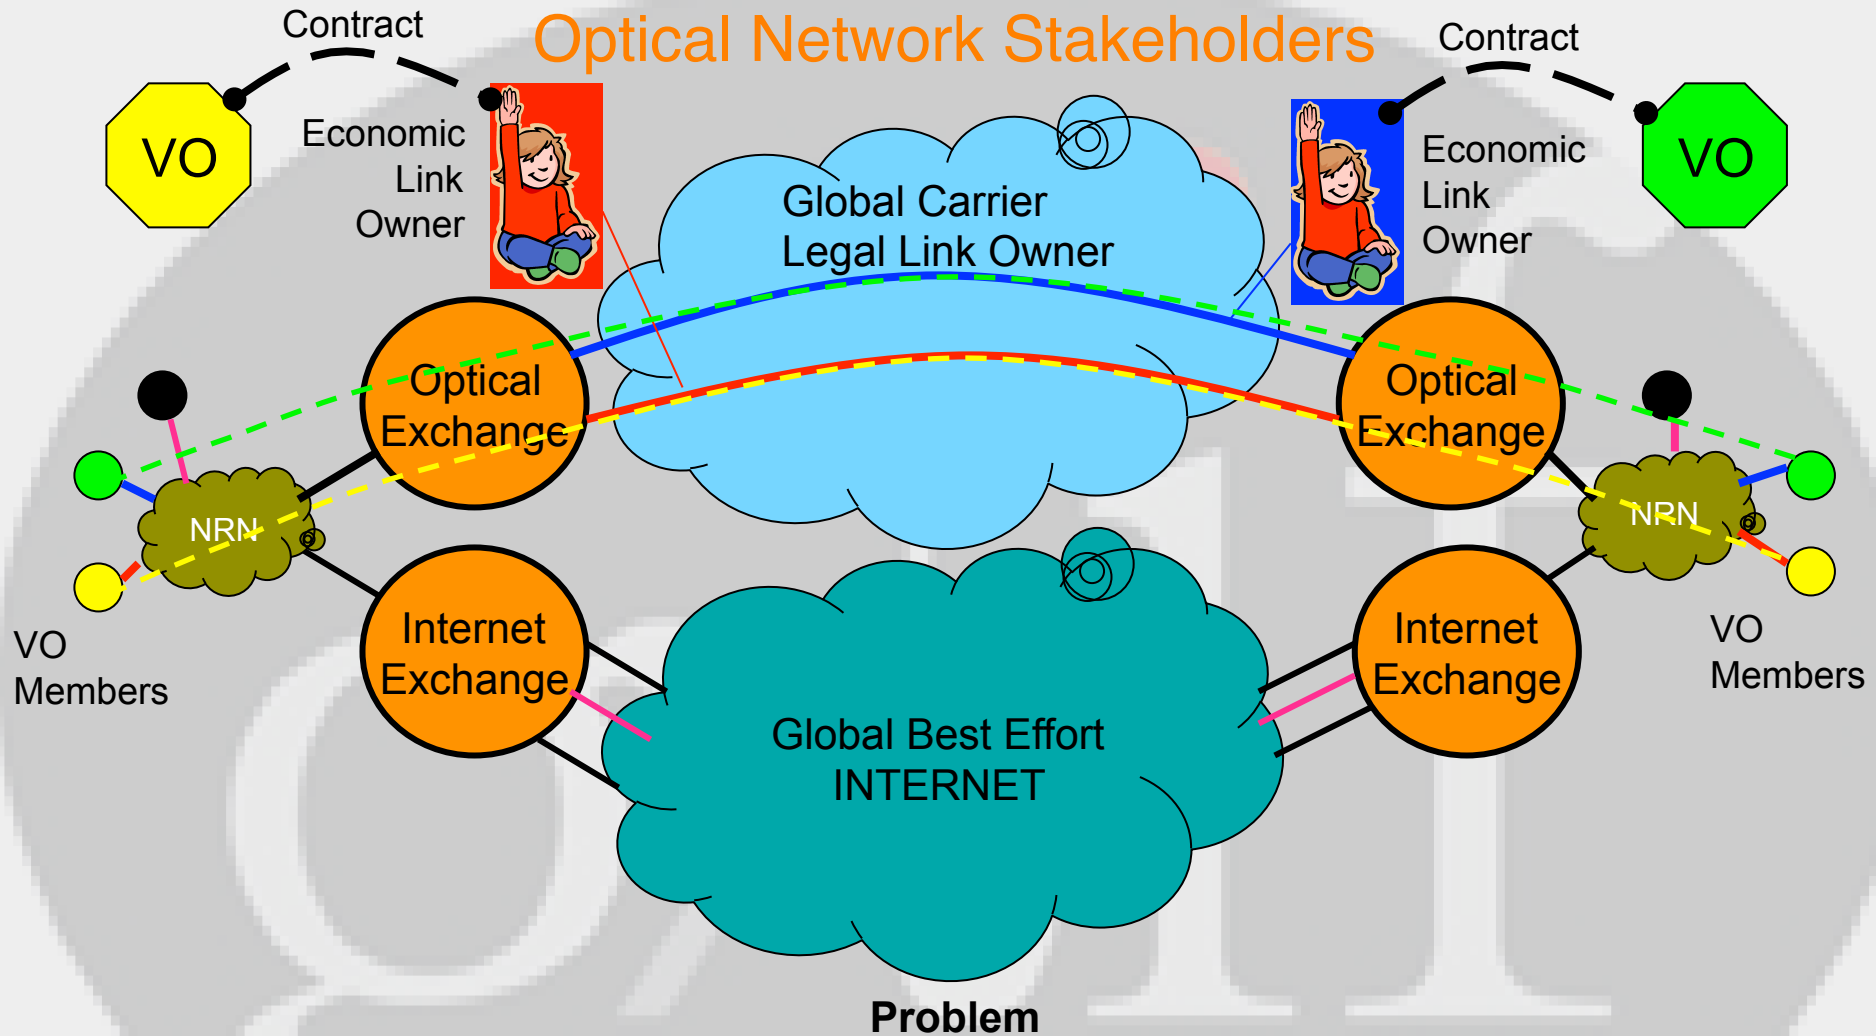 Optical Network Stakeholders
Contract
Contract
VO
Economic
Link
Owner
Global Carrier
Legal Link Owner
Economic
Link
Owner
VO
Optical
Exchange
Optical
Exchange
NRN
NRN
VO
Members
Internet
Exchange
Global Best Effort
INTERNET
Internet
Exchange
VO
Members
Problem